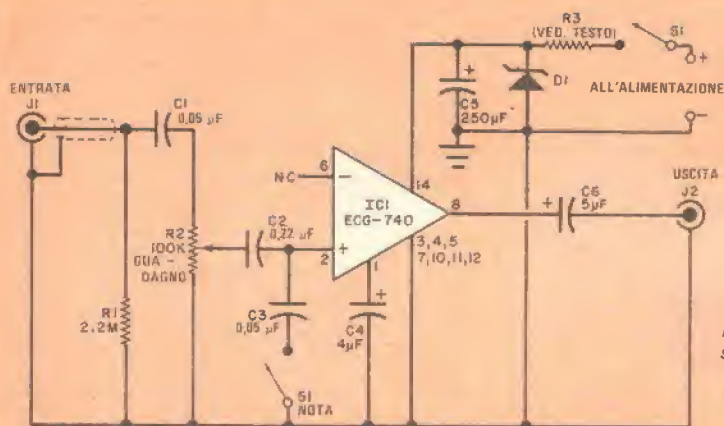 ENTRATA
J1
C1
0,05 µF
R2
100K
GUA-
DAGNO
R1
2.2M
C2
0,22 µF
C3
0,05 µF
S1
NOTA
N·C
6
−
2
+
IC1
ECG-740
14
8
3, 4, 5
7, 10, 11, 12
1
+
C4
4µF
+
C5
250µF
D1
R3
(VED. TESTO)
S1
+
ALL'ALIMENTAZIONE
−
+
C6
5µF
USCITA
J2